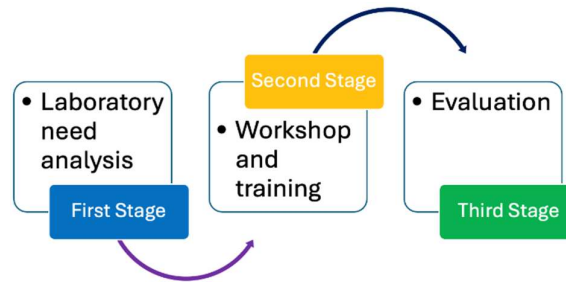 • Laboratory
need
analysis
First Stage
Second Stage
• Workshop
and
training
• Evaluation
Third Stage